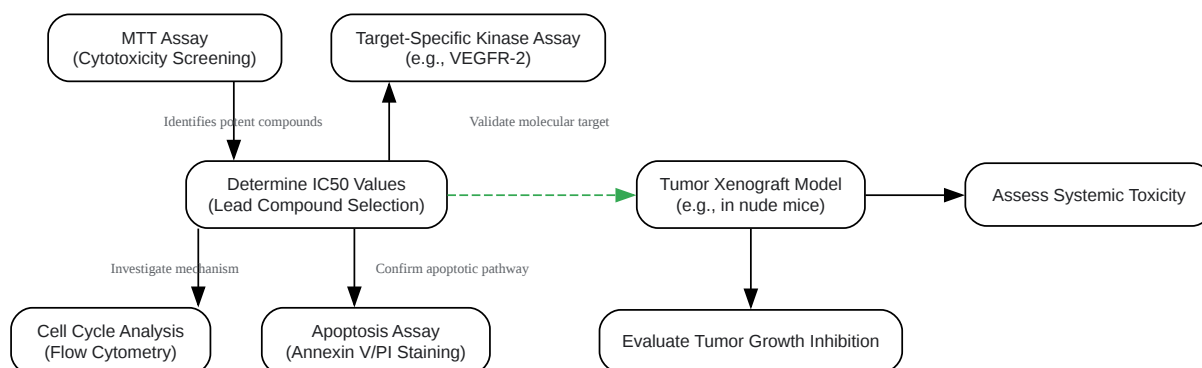 MTT Assay
(Cytotoxicity Screening)
Target-Specific Kinase Assay
(e.g., VEGFR-2)
Identifies potent compounds
Validate molecular target
Determine IC50 Values
(Lead Compound Selection)
Tumor Xenograft Model
(e.g., in nude mice)
Assess Systemic Toxicity
Investigate mechanism
Confirm apoptotic pathway
Cell Cycle Analysis
(Flow Cytometry)
Apoptosis Assay
(Annexin V/PI Staining)
Evaluate Tumor Growth Inhibition